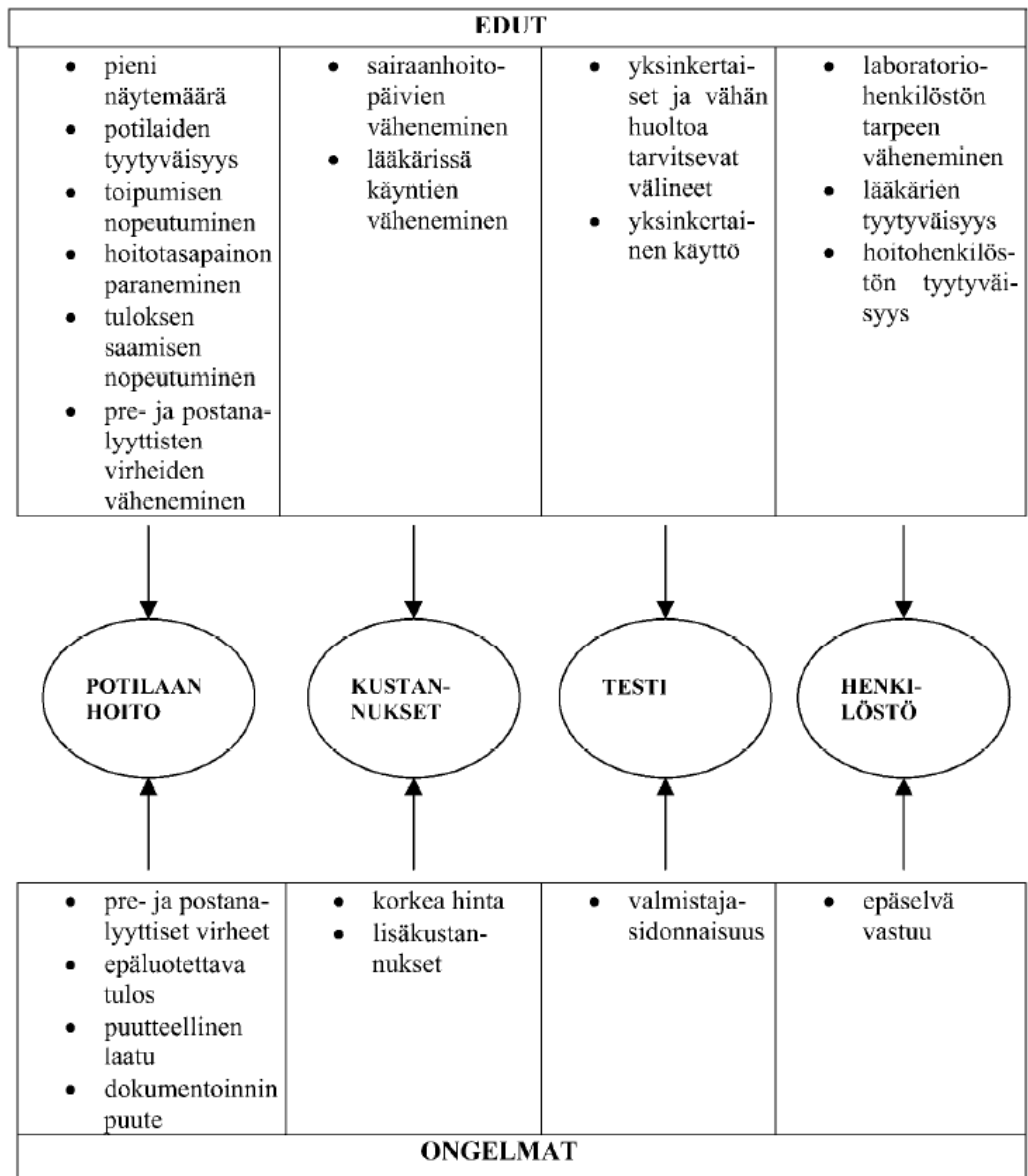 EDUT
• pieni
näytemäärä
• potilaiden
tyytyväisyys
• toipumisen
nopeutuminen
• hoitotasapainon
paraneminen
• tuloksen
saamisen
nopeutuminen
• pre- ja postana-
lyyttisten
virheiden
väheneminen
• sairaanhoito-
päivien
väheneminen
• lääkärissä
käyntien
väheneminen
• yksinkertai-
set ja vähän
huoltoa
tarvitsevat
välineet
• yksinkertai-
nen käyttö
• laboratorio-
henkilöstön
tarpeen
väheneminen
• lääkärien
tyytyväisyys
• hoitohenkilös-
tön tyytyväi-
syys
POTILAAN
HOITO
KUSTAN-
NUKSET
TESTI
HENKI-
LÖSTÖ
• pre- ja postana-
lyyttiset virheet
• epäluotettava
tulos
• puutteellinen
laatu
• dokumentoinnin
puute
• korkea hinta
• lisäkustan-
nukset
• valmistaja-
sidonnaisuus
• epäselvä
vastuu
ONGELMAT